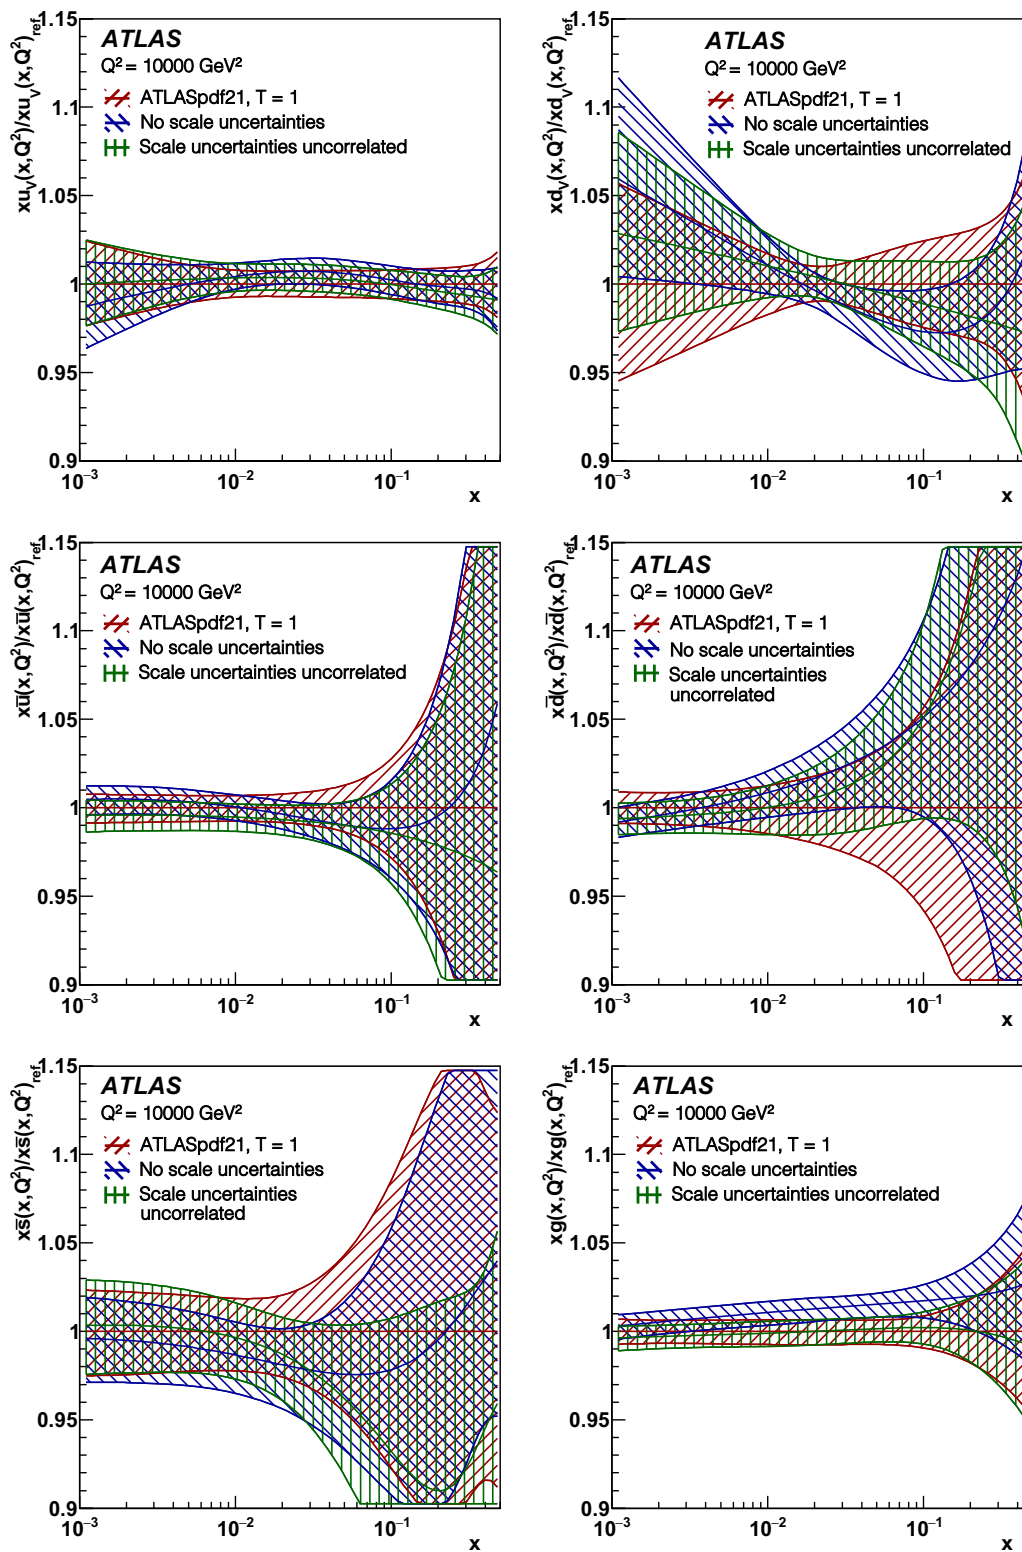 xu_V(x,Q²)/xu_V(x,Q²)_ref
1.15
1.1
1.05
1
0.95
0.9
ATLAS
Q² = 10000 GeV²
ATLASpdf21, T = 1
No scale uncertainties
Scale uncertainties uncorrelated
10⁻³
10⁻²
10⁻¹
x
xd_V(x,Q²)/xd_V(x,Q²)_ref
1.15
1.1
1.05
1
0.95
0.9
ATLAS
Q² = 10000 GeV²
ATLASpdf21, T = 1
No scale uncertainties
Scale uncertainties uncorrelated
10⁻³
10⁻²
10⁻¹
x
xū(x,Q²)/xū(x,Q²)_ref
1.15
1.1
1.05
1
0.95
0.9
ATLAS
Q² = 10000 GeV²
ATLASpdf21, T = 1
No scale uncertainties
Scale uncertainties uncorrelated
10⁻³
10⁻²
10⁻¹
x
xd̄(x,Q²)/xd̄(x,Q²)_ref
1.15
1.1
1.05
1
0.95
0.9
ATLAS
Q² = 10000 GeV²
ATLASpdf21, T = 1
No scale uncertainties
Scale uncertainties
uncorrelated
10⁻³
10⁻²
10⁻¹
x
xs̄(x,Q²)/xs̄(x,Q²)_ref
1.15
1.1
1.05
1
0.95
0.9
ATLAS
Q² = 10000 GeV²
ATLASpdf21, T = 1
No scale uncertainties
Scale uncertainties
uncorrelated
10⁻³
10⁻²
10⁻¹
x
xg(x,Q²)/xg(x,Q²)_ref
1.15
1.1
1.05
1
0.95
0.9
ATLAS
Q² = 10000 GeV²
ATLASpdf21, T = 1
No scale uncertainties
Scale uncertainties uncorrelated
10⁻³
10⁻²
10⁻¹
x